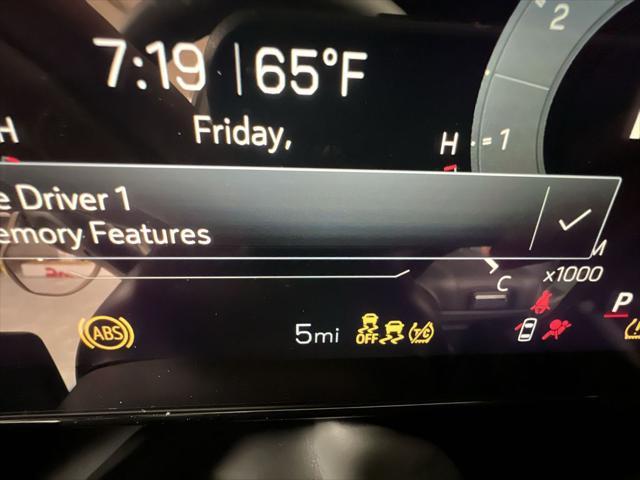 7:19 65°F
Friday,
2
H
H
1
e Driver 1
emory Features
C
x1000
ABS
5mi
OFF
T/C
P